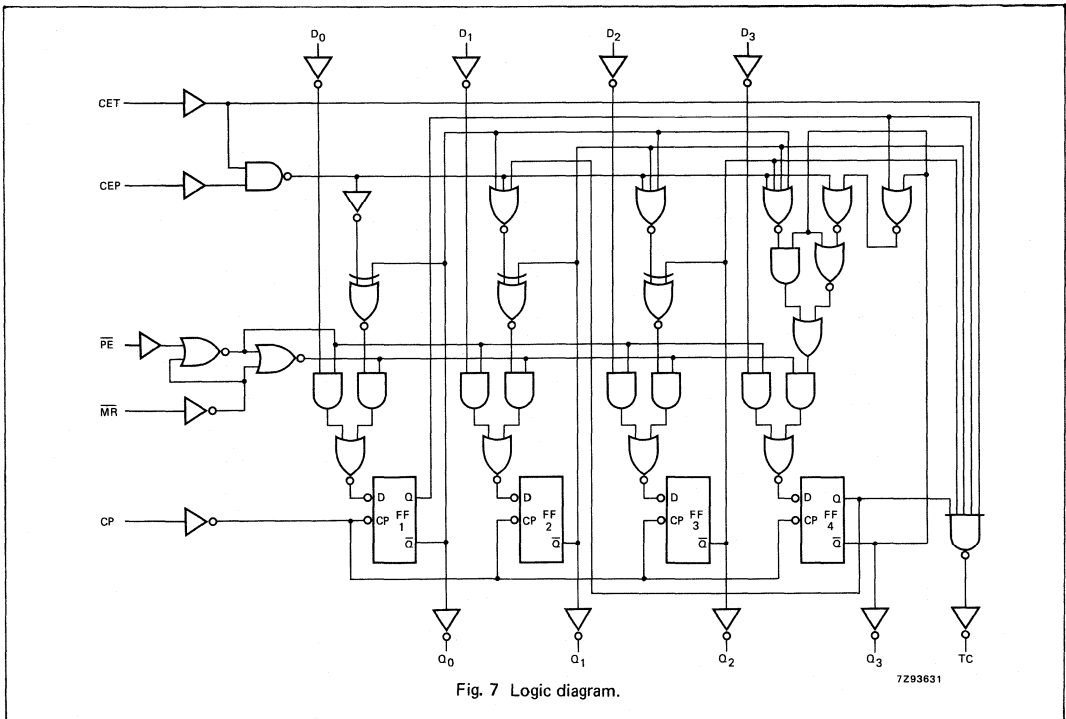 D0 D1 D2 D3
CET
CEP
PE
MR
CP
D Q D D D Q
FF FF FF FF
CP 1 CP 2 CP 3 CP 4
Q Q Q Q
Q0 Q1 Q2 Q3 TC
7Z93631
Fig. 7 Logic diagram.